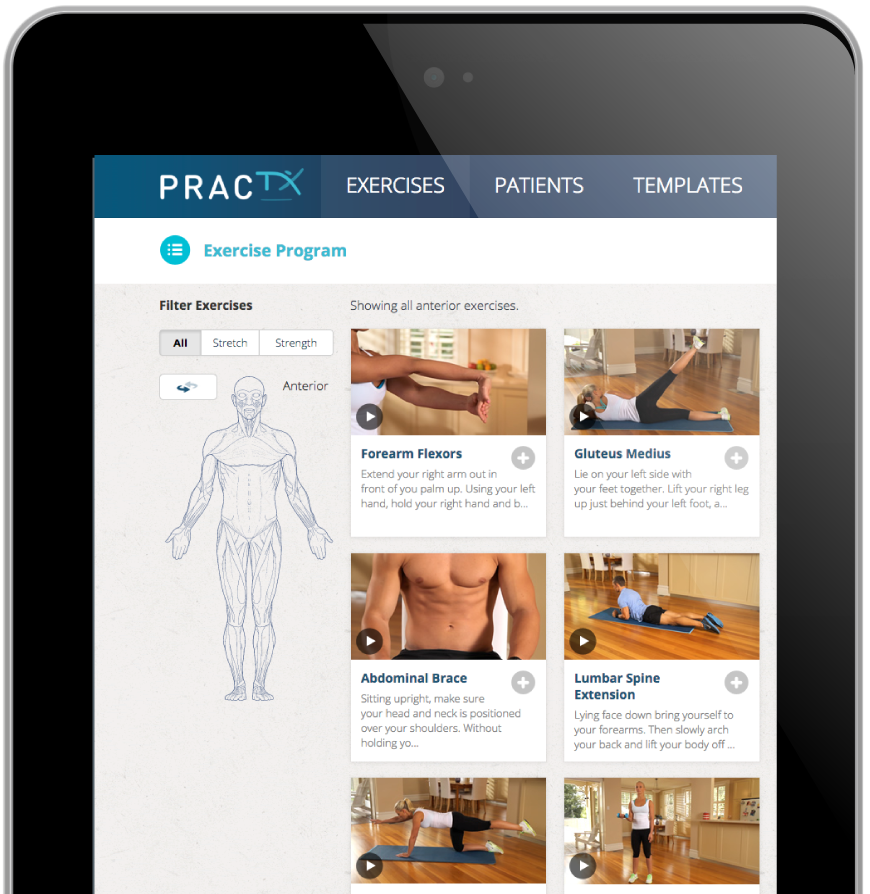 PRACTX
EXERCISES
PATIENTS
TEMPLATES
Exercise Program
Filter Exercises
All
Stretch
Strength
Anterior
Showing all anterior exercises.
Forearm Flexors
Extend your right arm out in
front of you palm up. Using your left
hand, hold your right hand and b...
Gluteus Medius
Lie on your left side with
your feet together. Lift your right leg
up just behind your left foot, a...
Abdominal Brace
Sitting upright, make sure
your head and neck is positioned
over your shoulders. Without
holding yo...
Lumbar Spine
Extension
Lying face down bring yourself to
your forearms. Then slowly arch
your back and lift your body off ...